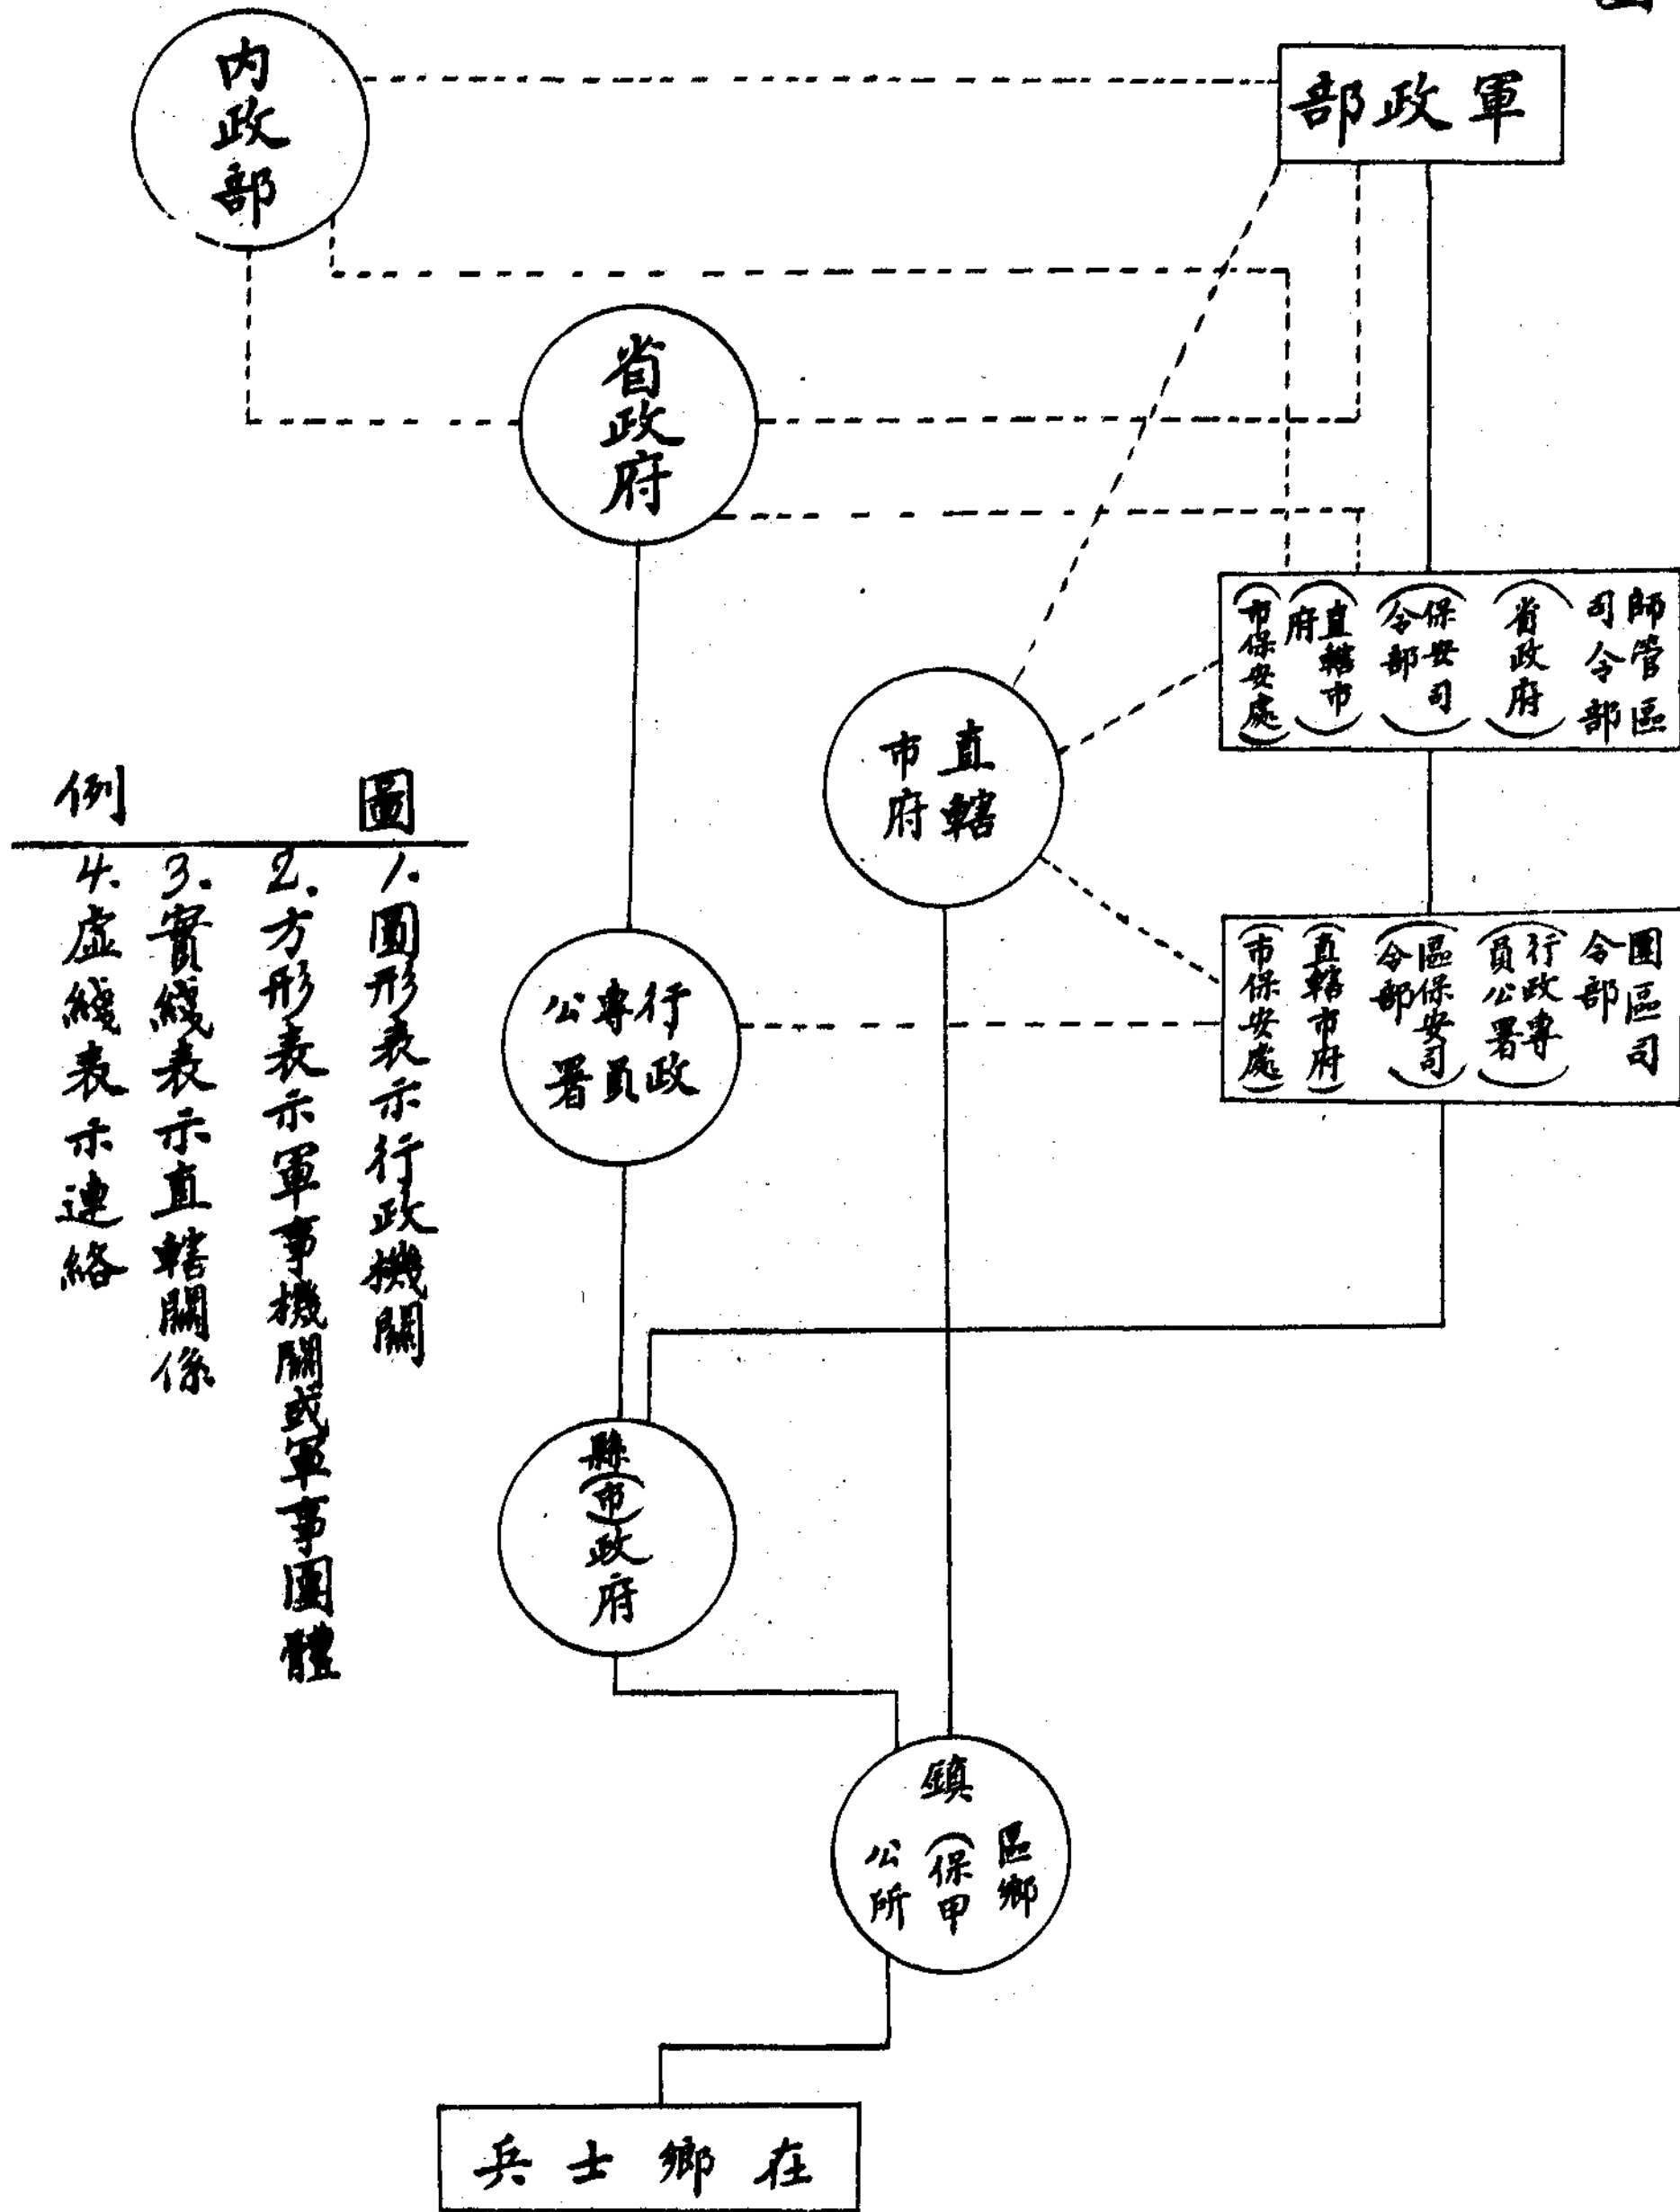 軍政部
內政部
省政府
師管區
司令部
（省政府）
（保安司
令部）
（直轄市
府）
（市保安處）
直轄
市府
團區司
令部
（行政專
員公署）
（區保安司
令部）
（直轄市府）
（市保安處）
行政
專員
公署
縣（市）政府
區鄉
鎮（保甲
公所
在鄉士兵
圖例
1.圓形表示行政機關
2.方形表示軍事機關或軍事團體
3.實綫表示直轄關係
4.虛綫表示連絡